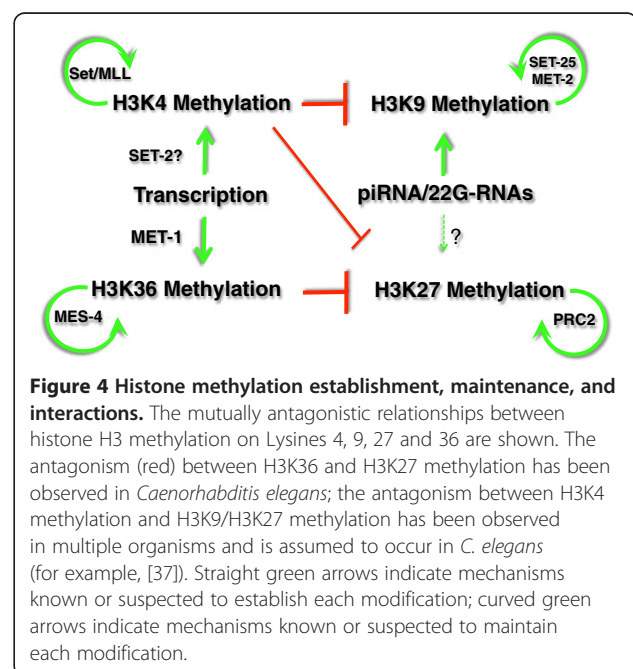 Set/MLL
SET-25
MET-2
H3K4 Methylation
H3K9 Methylation
SET-2?
Transcription
piRNA/22G-RNAs
MET-1
?
H3K36 Methylation
H3K27 Methylation
MES-4
PRC2
Figure 4 Histone methylation establishment, maintenance, and
interactions. The mutually antagonistic relationships between
histone H3 methylation on Lysines 4, 9, 27 and 36 are shown. The
antagonism (red) between H3K36 and H3K27 methylation has been
observed in Caenorhabditis elegans; the antagonism between H3K4
methylation and H3K9/H3K27 methylation has been observed
in multiple organisms and is assumed to occur in C. elegans
(for example, [37]). Straight green arrows indicate mechanisms
known or suspected to establish each modification; curved green
arrows indicate mechanisms known or suspected to maintain
each modification.